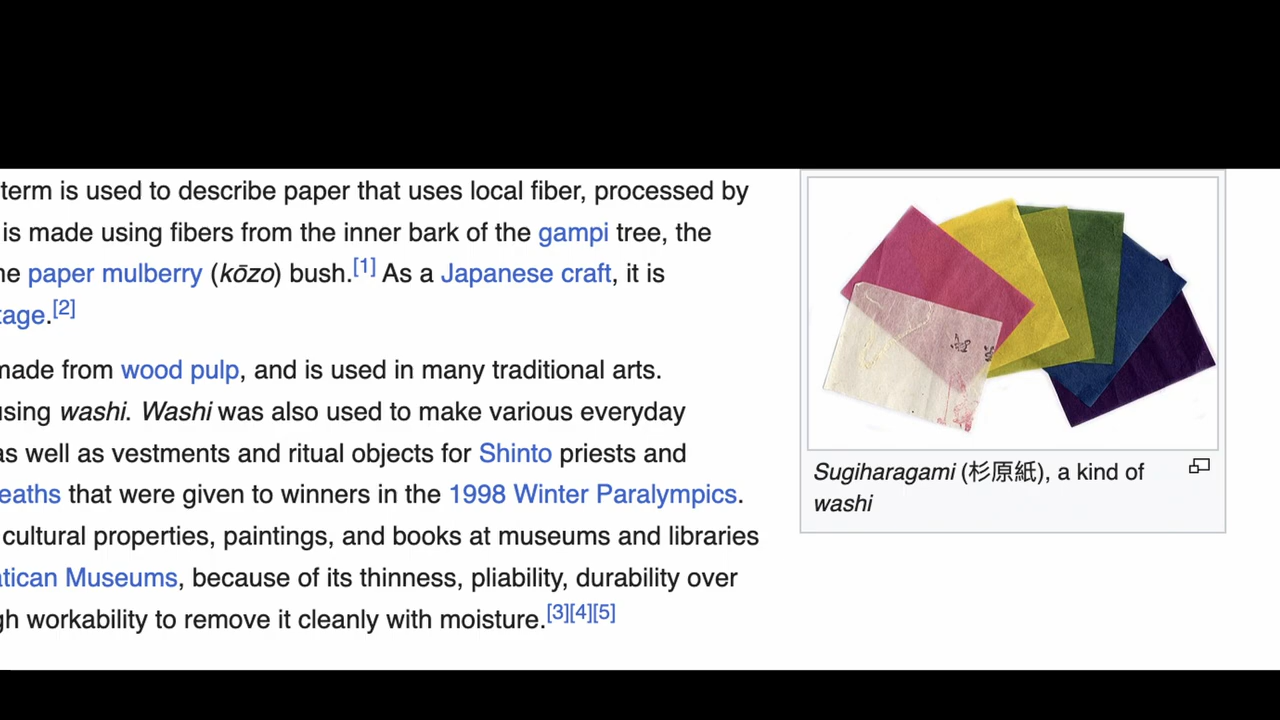 term is used to describe paper that uses local fiber, processed by
is made using fibers from the inner bark of the gampi tree, the
paper mulberry (kōzo) bush.[1] As a Japanese craft, it is
tage.[2]
made from wood pulp, and is used in many traditional arts.
using washi. Washi was also used to make various everyday
as well as vestments and ritual objects for Shinto priests and
eaths that were given to winners in the 1998 Winter Paralympics.
cultural properties, paintings, and books at museums and libraries
atican Museums, because of its thinness, pliability, durability over
gh workability to remove it cleanly with moisture.[3][4][5]
Sugiharagami (杉原紙), a kind of
washi